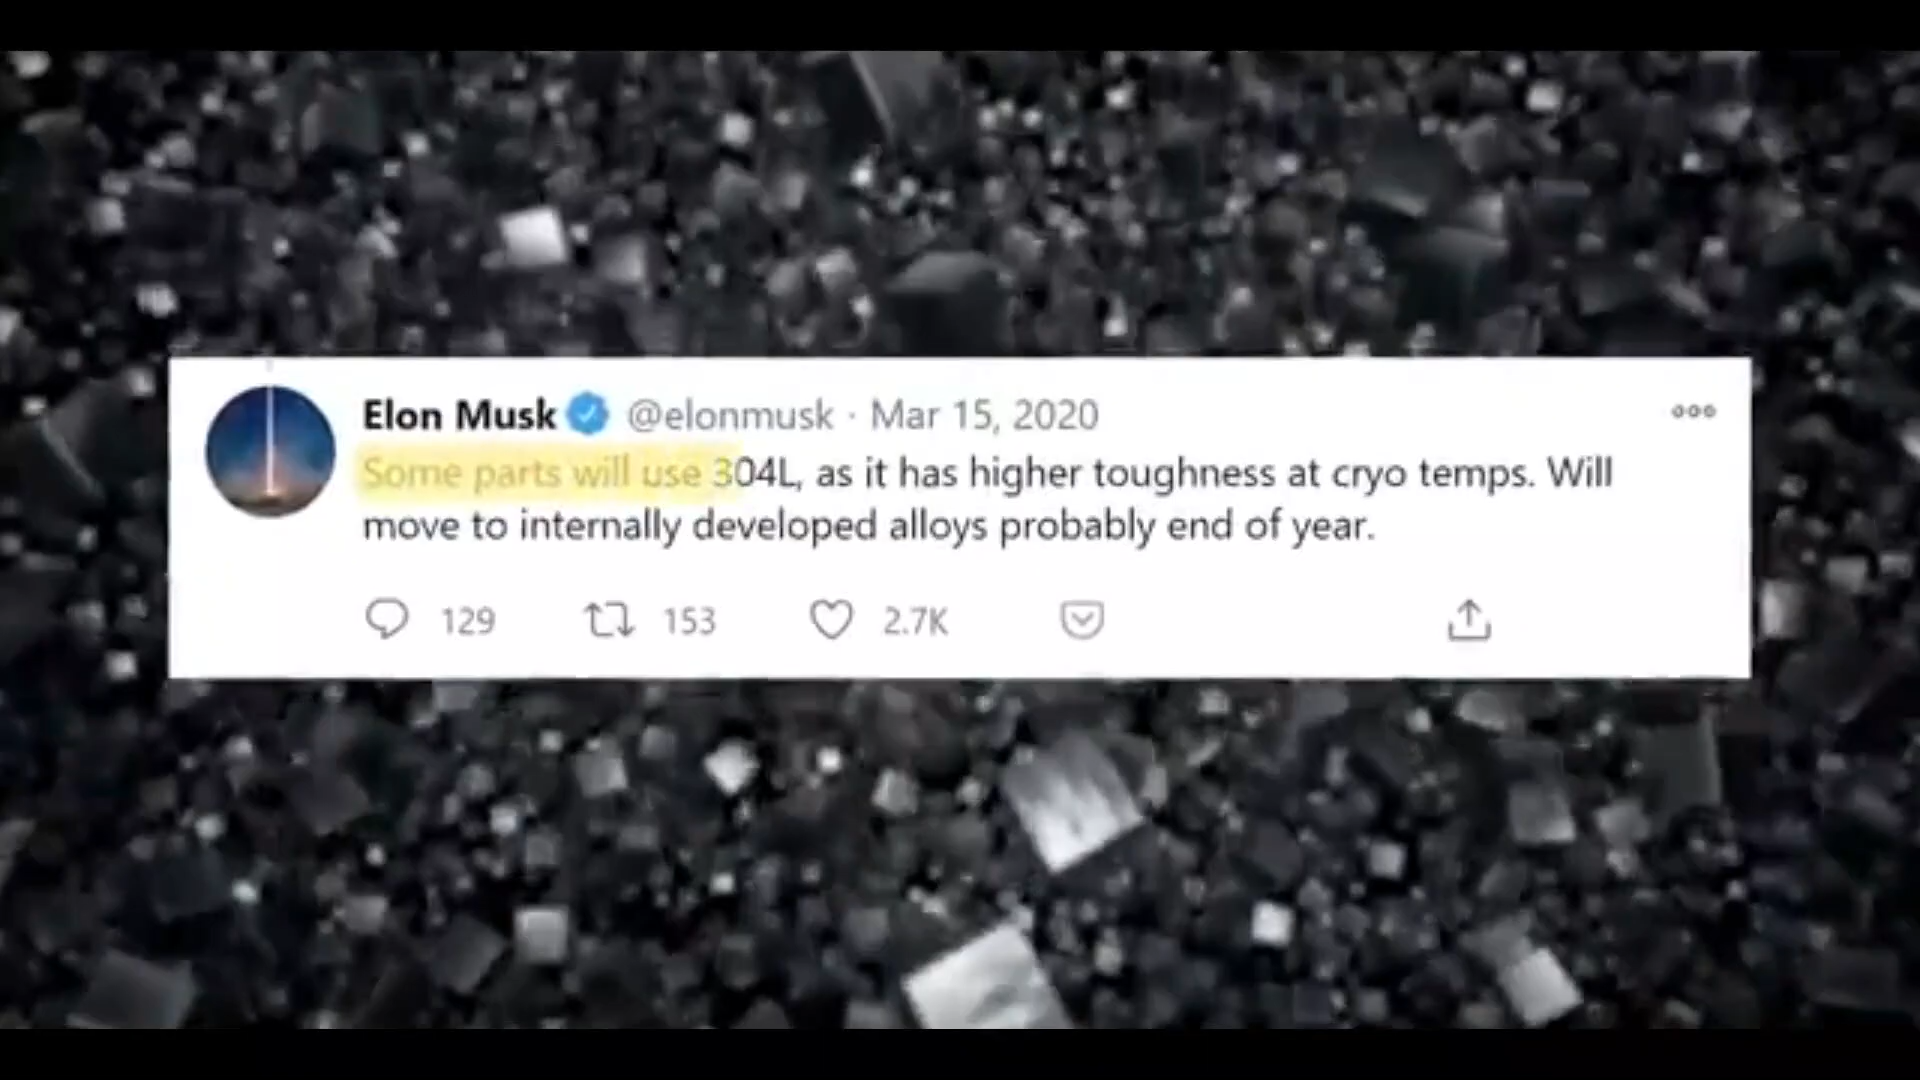 Elon Musk @elonmusk · Mar 15, 2020
Some parts will use 304L, as it has higher toughness at cryo temps. Will
move to internally developed alloys probably end of year.
129 153 2.7K